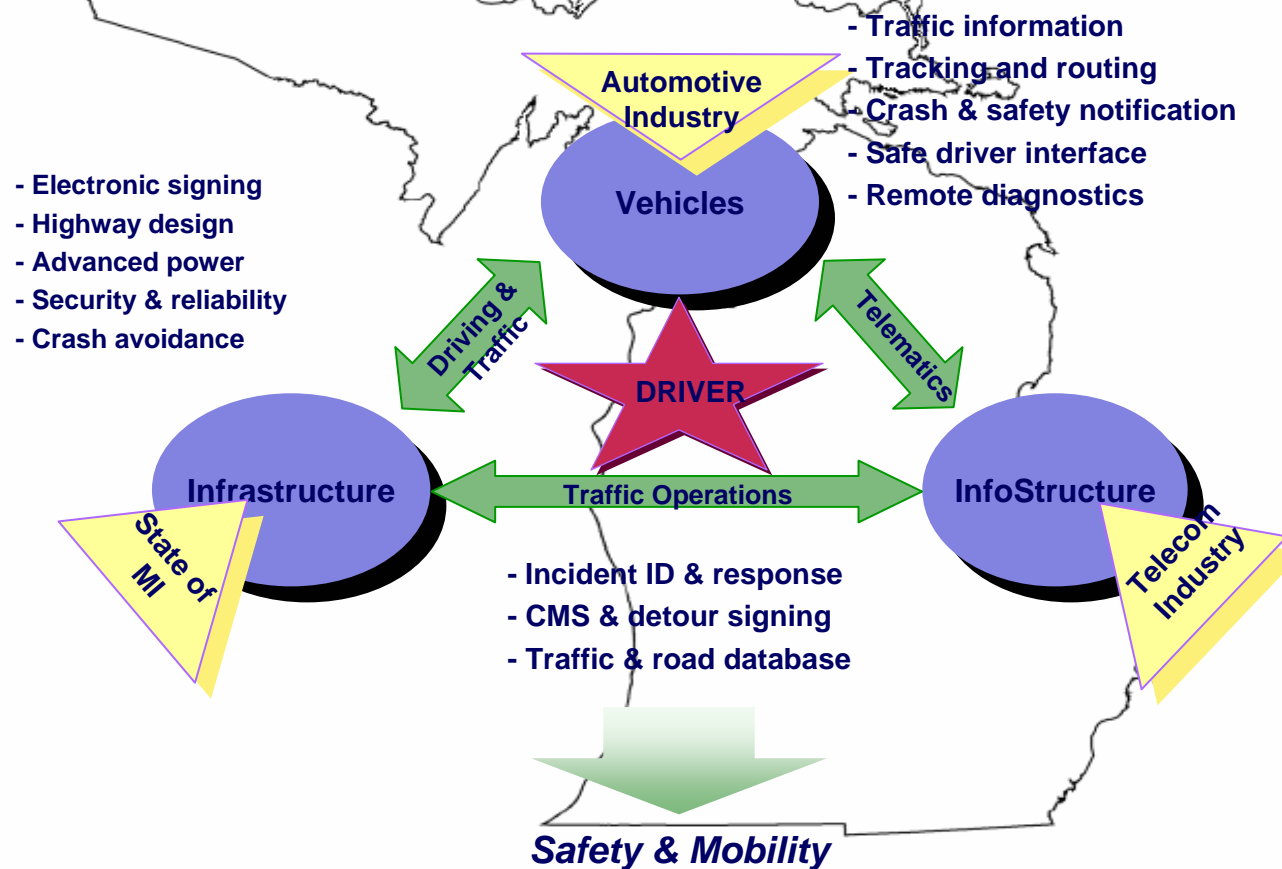 - Traffic information
- Tracking and routing
- Crash & safety notification
- Safe driver interface
- Remote diagnostics
Automotive
Industry
Vehicles
- Electronic signing
- Highway design
- Advanced power
- Security & reliability
- Crash avoidance
Driving &
Traffic
Telematics
DRIVER
Infrastructure
Traffic Operations
InfoStructure
State of
MI
Telecom
Industry
- Incident ID & response
- CMS & detour signing
- Traffic & road database
Safety & Mobility